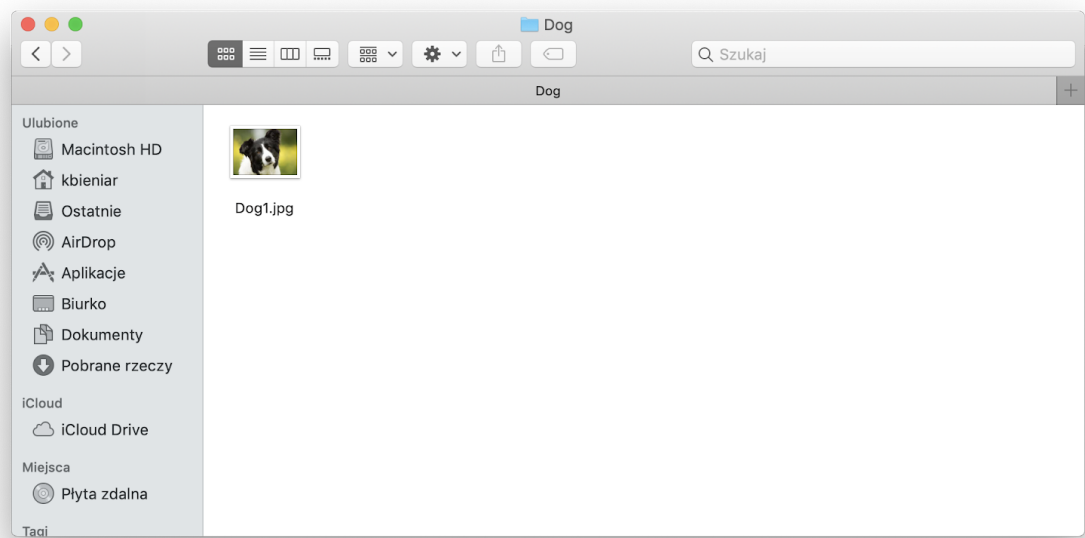 Dog
Szukaj
Dog
Ulubione
Macintosh HD
kbieniar
Ostatnie
AirDrop
Aplikacje
Biurko
Dokumenty
Pobrane rzeczy
iCloud
iCloud Drive
Miejsca
Płyta zdalna
Tagi
Dog1.jpg